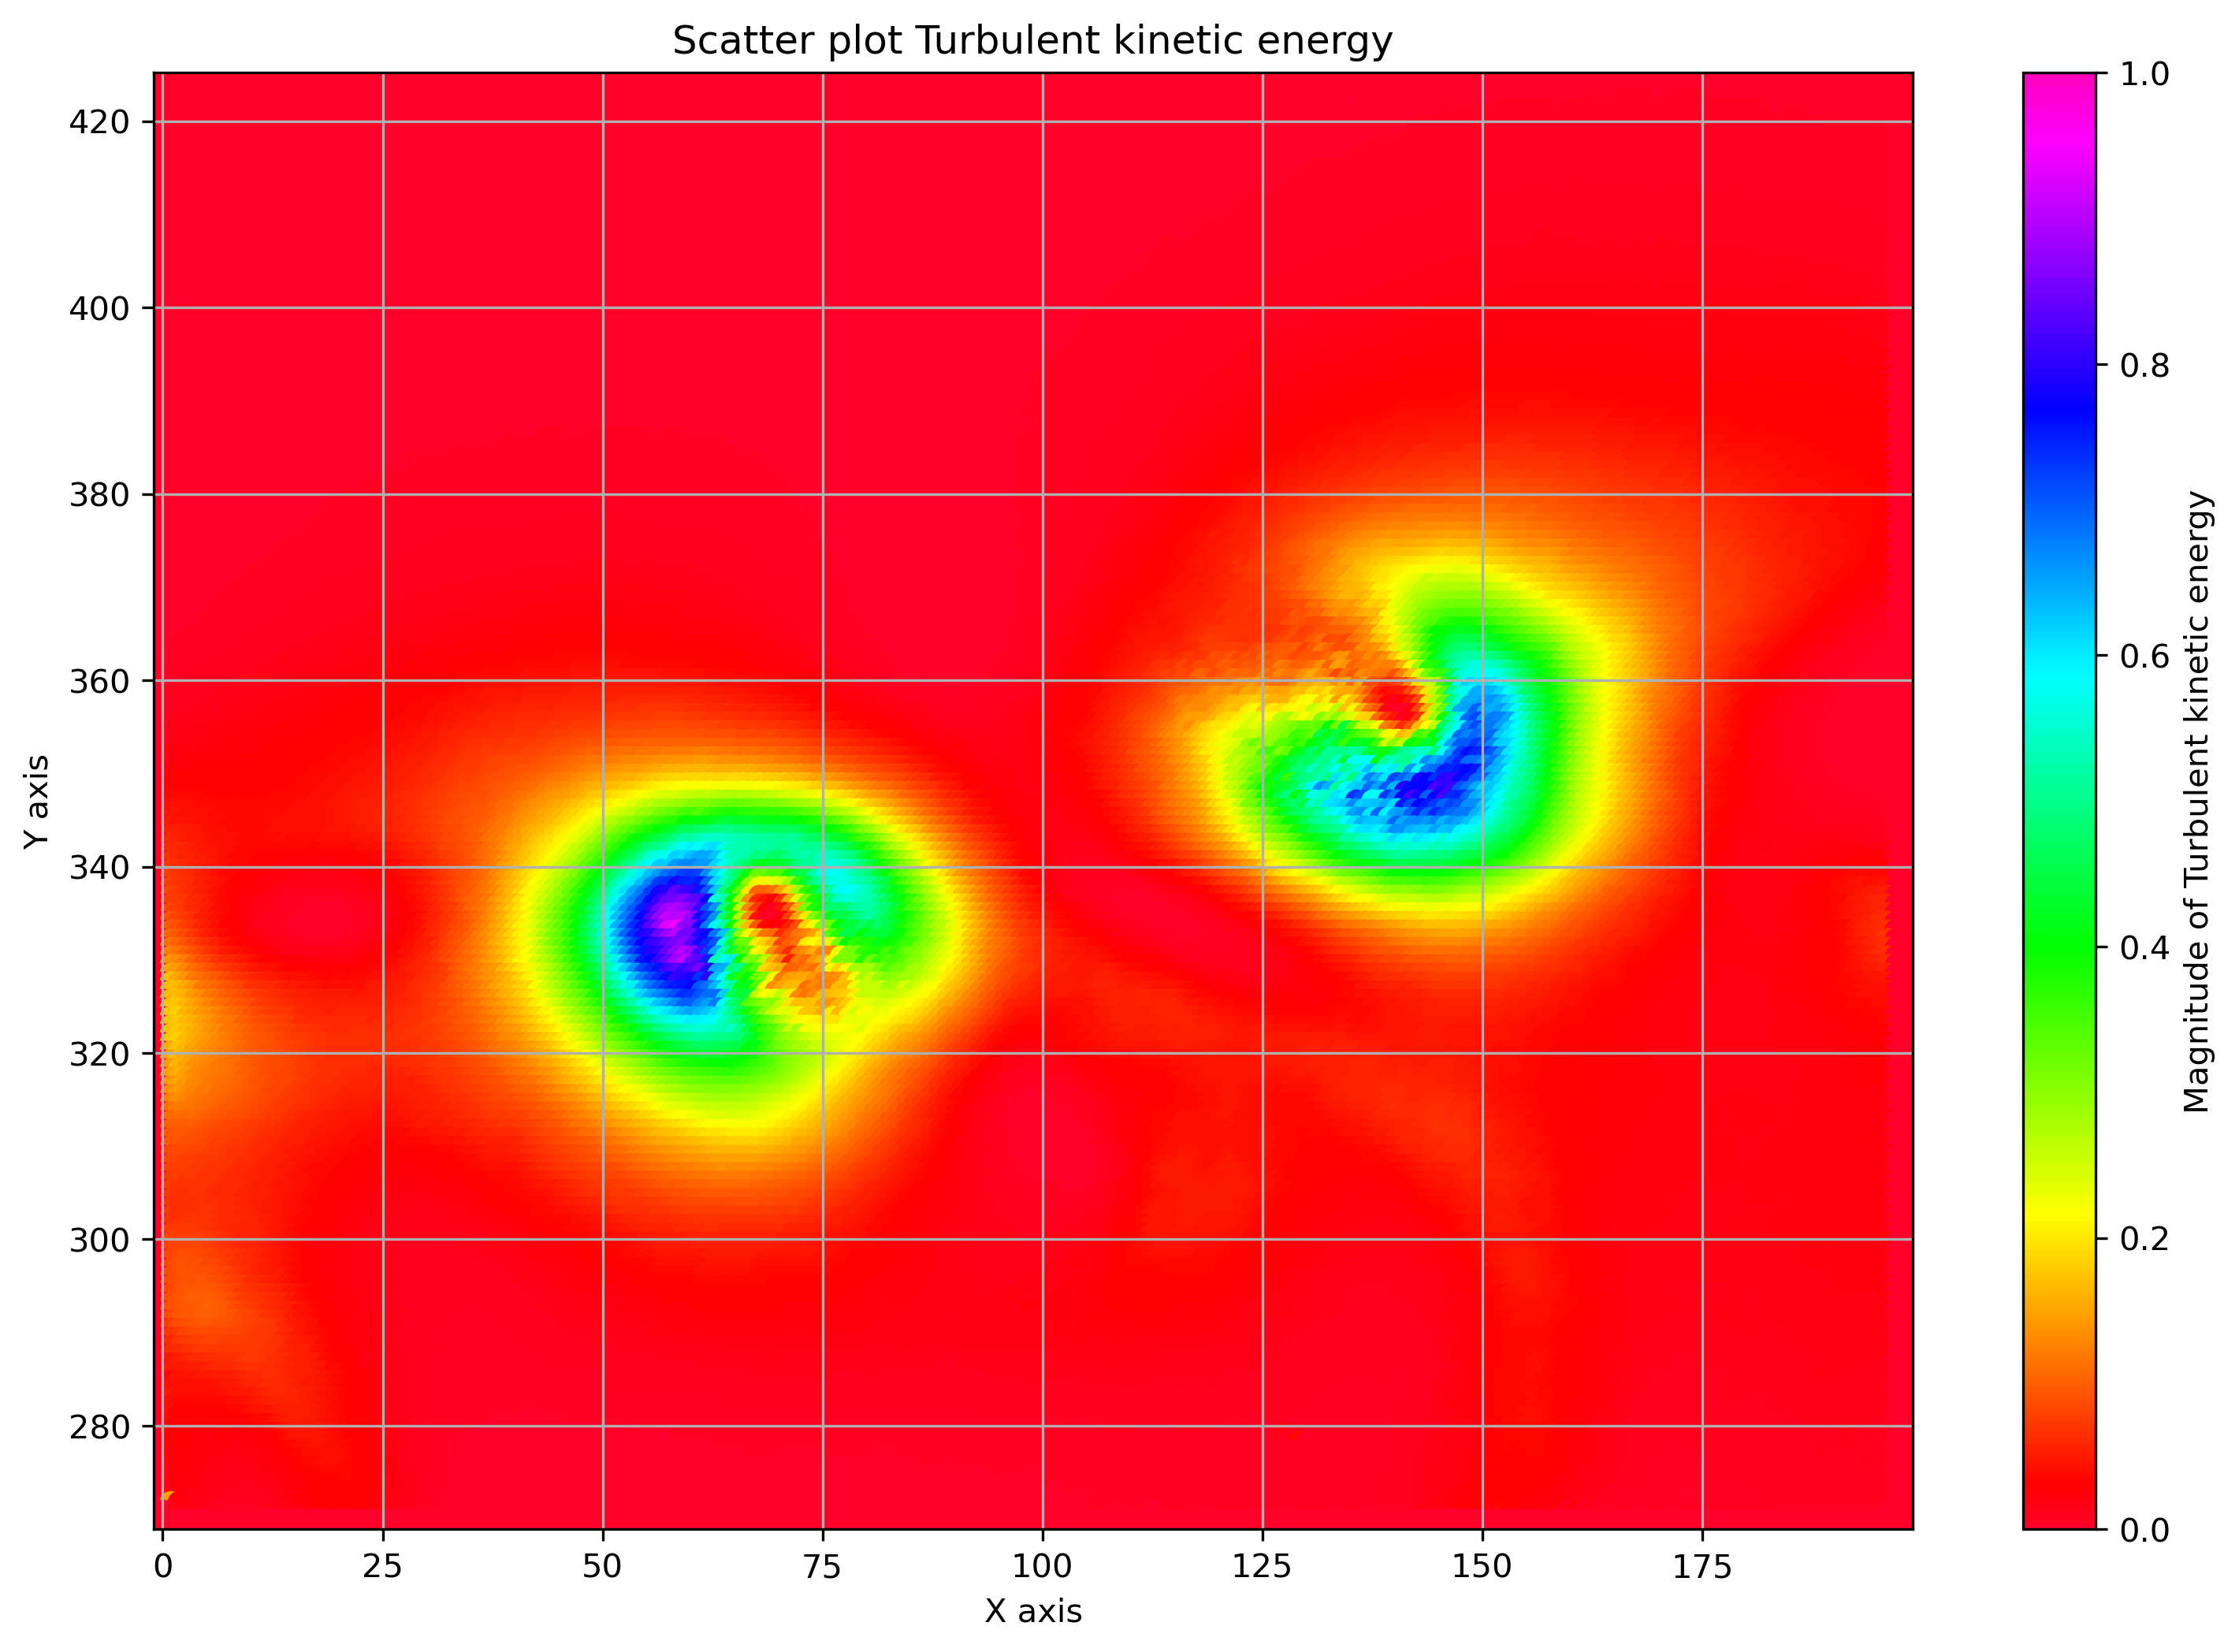 Scatter plot Turbulent kinetic energy
420
400
380
360
340
320
300
280
Y axis
0 25 50 75 100 125 150 175
X axis
1.0
0.8
0.6
0.4
0.2
0.0
Magnitude of Turbulent kinetic energy